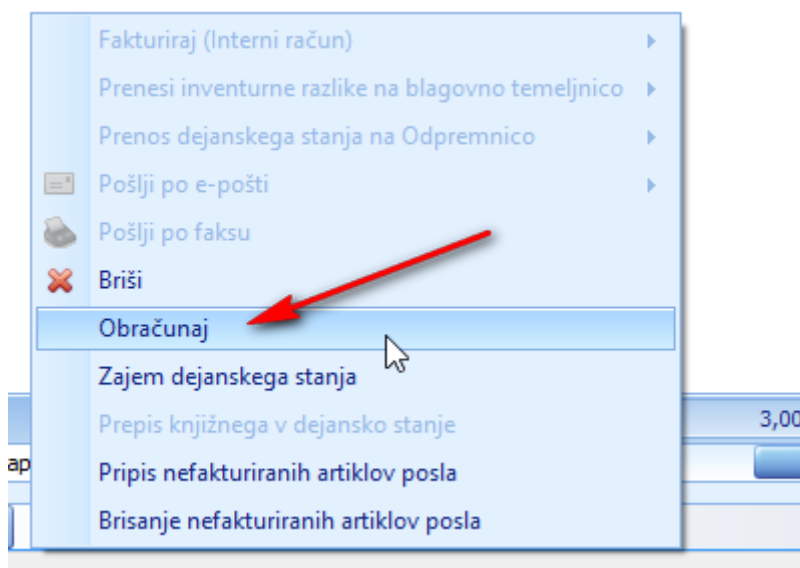 Fakturiraj (Interni račun)
Prenesi inventurne razlike na blagovno temeljnico
Prenos dejanskega stanja na Odpremnico
Pošlji po e-pošti
Pošlji po faksu
Briši
Obračunaj
Zajem dejanskega stanja
3,00
Prepis knjižnega v dejansko stanje
ap
Pripis nefakturiranih artiklov posla
Brisanje nefakturiranih artiklov posla